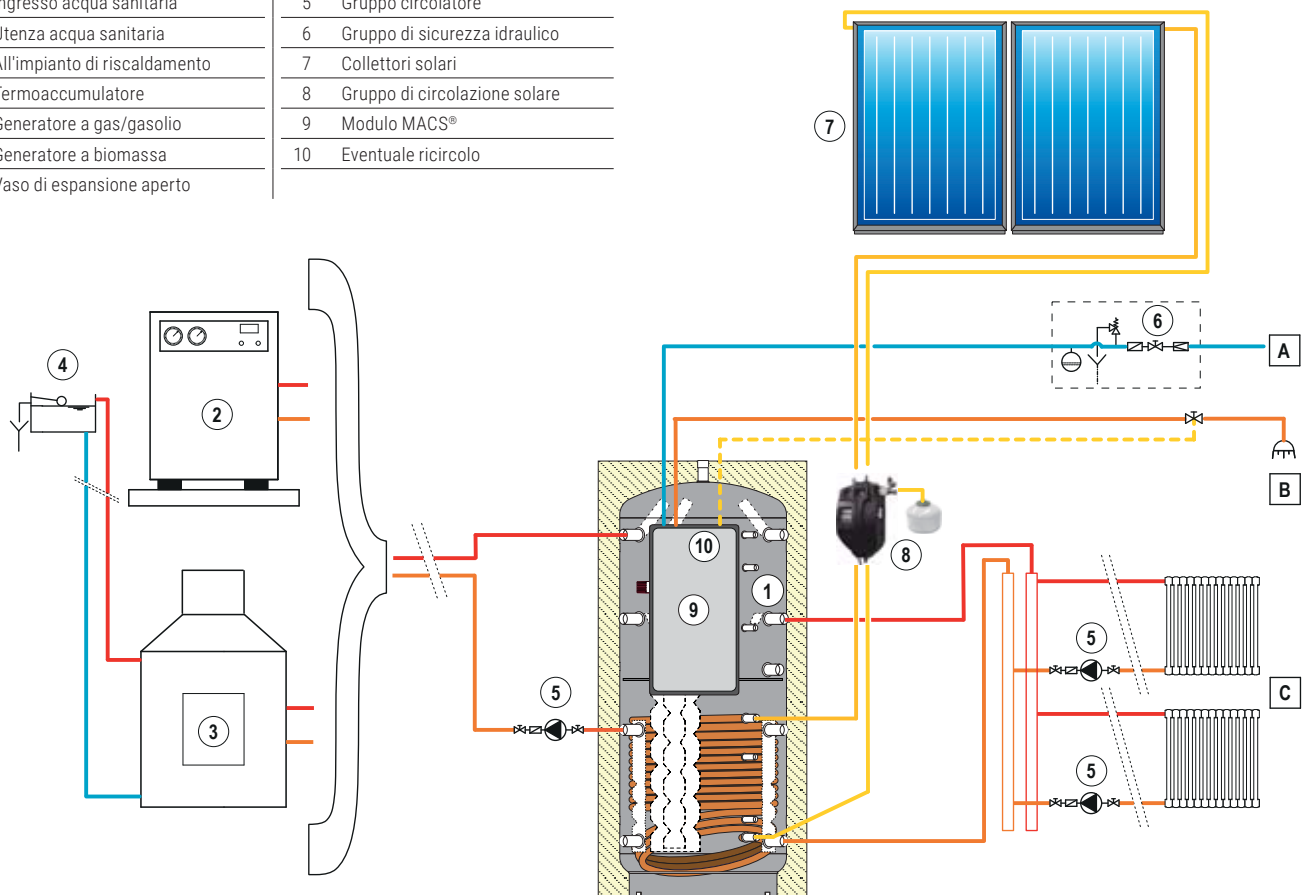 ngresso acqua sanitaria 5 Gruppo circolatore
Utenza acqua sanitaria 6 Gruppo di sicurezza idraulico
All'impianto di riscaldamento 7 Collettori solari
Termoaccumulatore 8 Gruppo di circolazione solare
Generatore a gas/gasolio 9 Modulo MACS®
Generatore a biomassa 10 Eventuale ricircolo
Vaso di espansione aperto
7
6
A
4
2
B
10
8
1
9
5
5
C
3
5